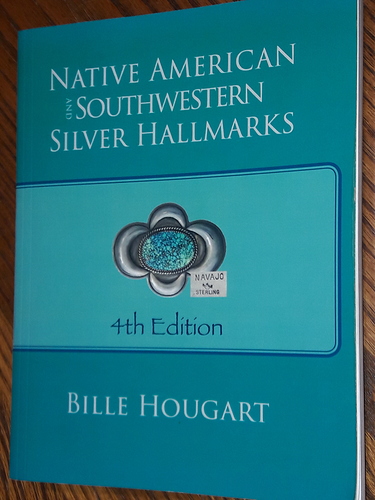 NATIVE AMERICAN
AND SOUTHWESTERN
SILVER HALLMARKS
NAVAJO
STERLING
4th Edition
BILLE HOUGART